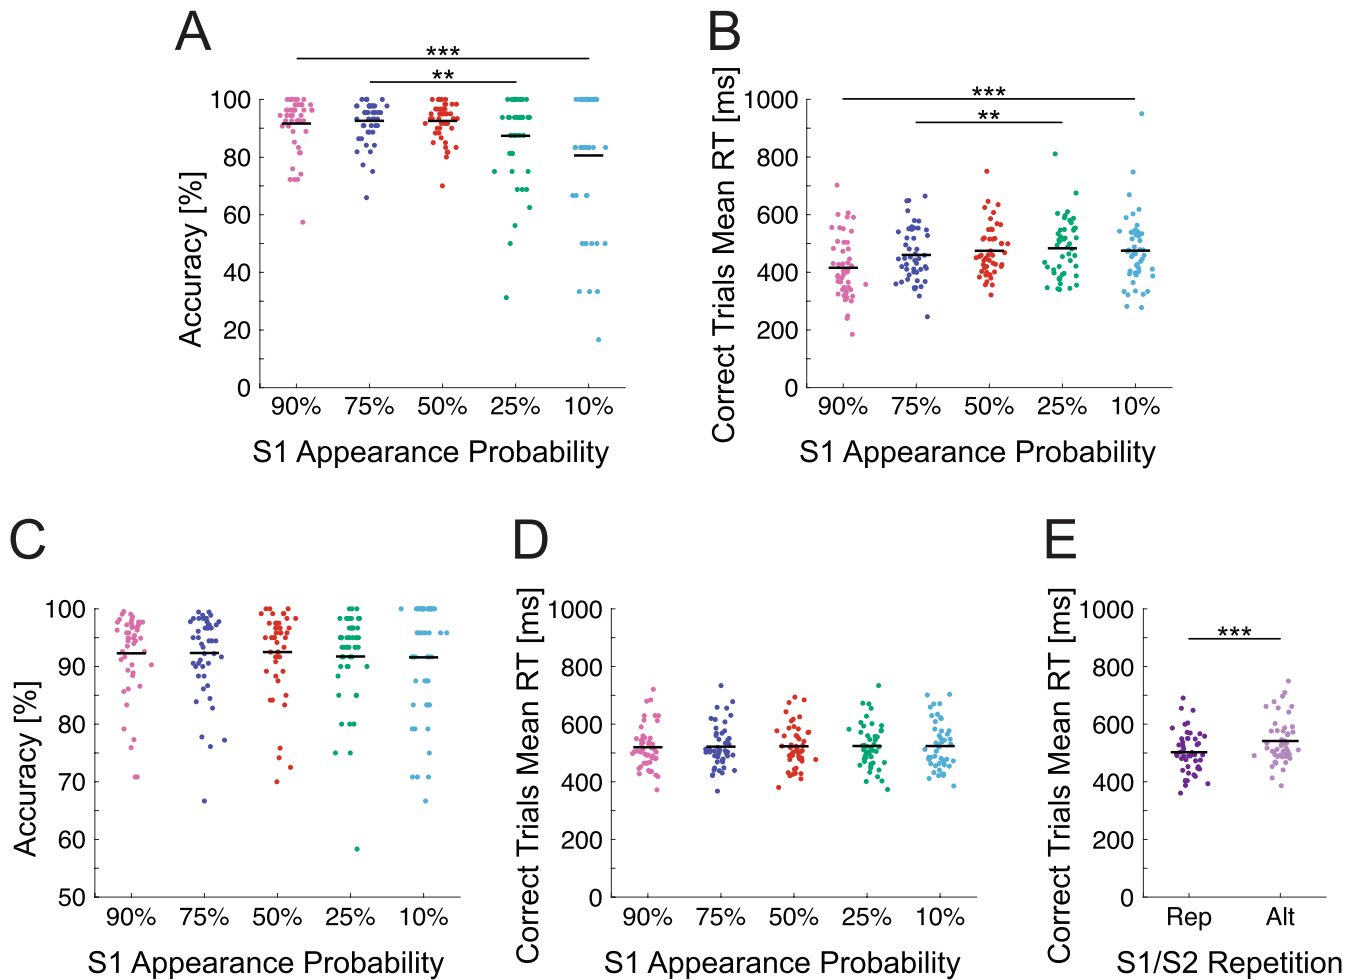 A
***
**
Accuracy [%]
100
80
60
40
20
0
90% 75% 50% 25% 10%
S1 Appearance Probability
B
***
**
Correct Trials Mean RT [ms]
1000
800
600
400
200
0
90% 75% 50% 25% 10%
S1 Appearance Probability
C
Accuracy [%]
100
90
80
70
60
50
90% 75% 50% 25% 10%
S1 Appearance Probability
D
Correct Trials Mean RT [ms]
1000
800
600
400
200
0
90% 75% 50% 25% 10%
S1 Appearance Probability
E
***
Correct Trials Mean RT [ms]
1000
800
600
400
200
0
Rep Alt
S1/S2 Repetition